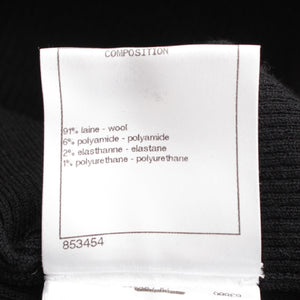 COMPOSITION
91% laine - wool
6% polyamide - polyamide
2% elasthanne - elastane
1% polyurethane - polyurethane
853454